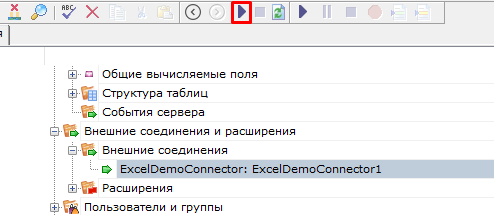 Общие вычисляемые поля
Структура таблиц
События сервера
Внешние соединения и расширения
Внешние соединения
ExcelDemoConnector: ExcelDemoConnector1
Расширения
Пользователи и группы